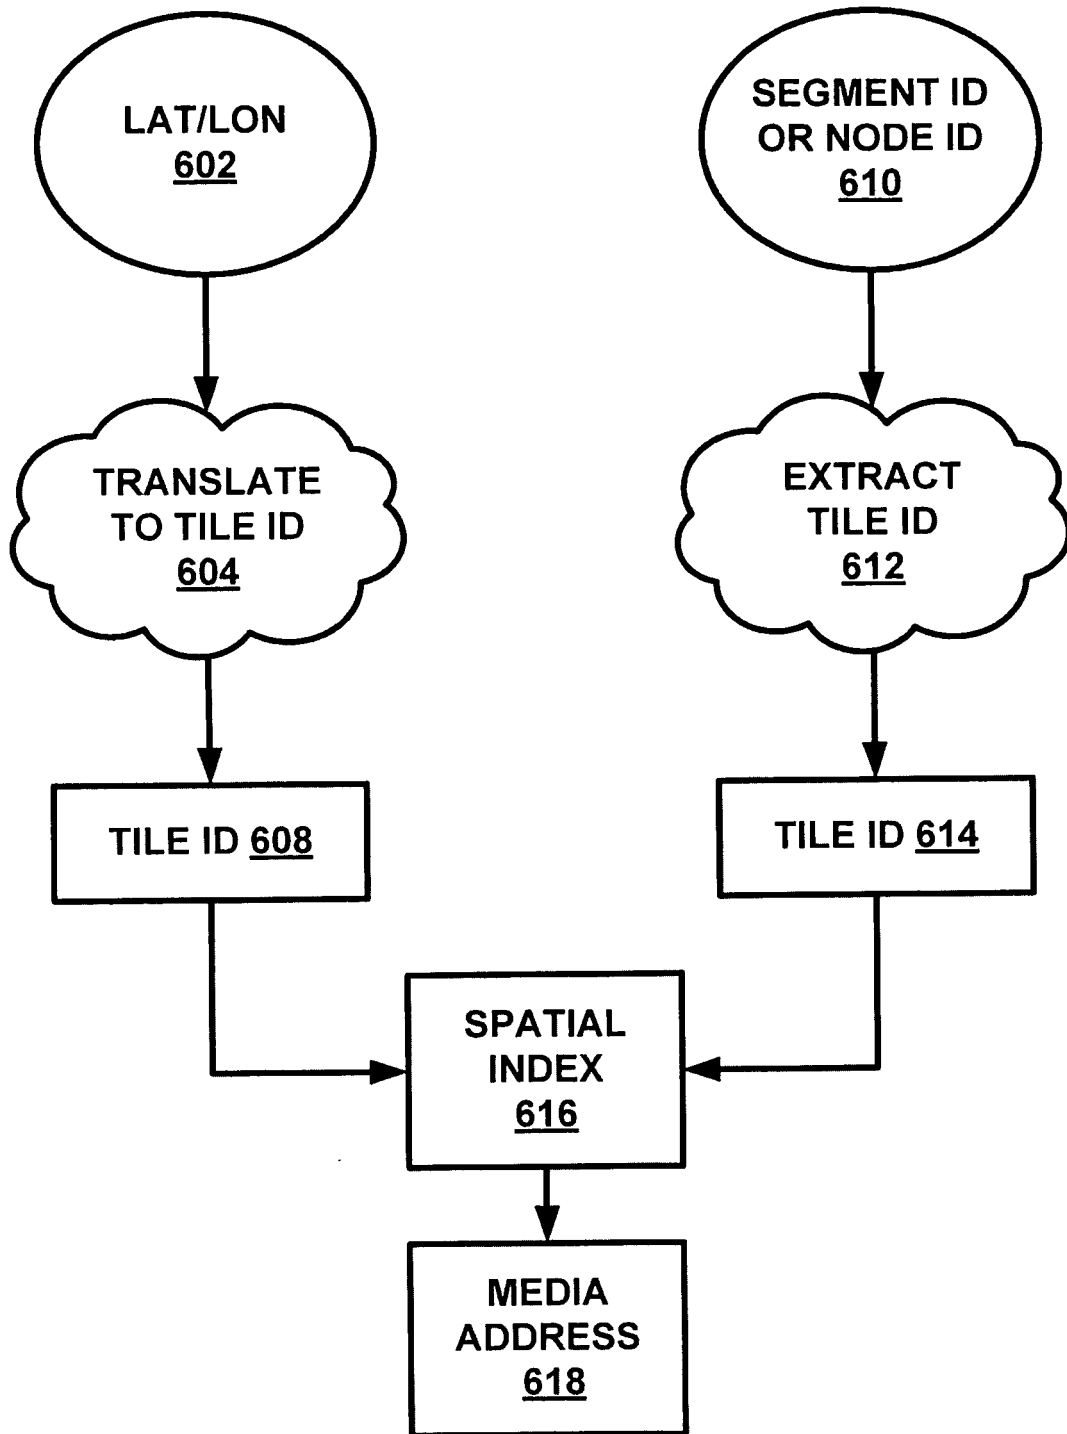 LAT/LON
602
SEGMENT ID
OR NODE ID
610
TRANSLATE
TO TILE ID
604
EXTRACT
TILE ID
612
TILE ID 608
TILE ID 614
SPATIAL
INDEX
616
MEDIA
ADDRESS
618